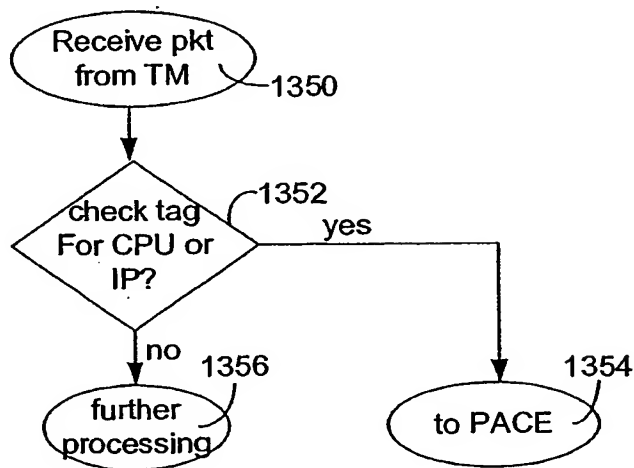 Receive pkt
from TM
1350
1352
check tag
For CPU or
IP?
yes
no
1356
1354
further
processing
to PACE